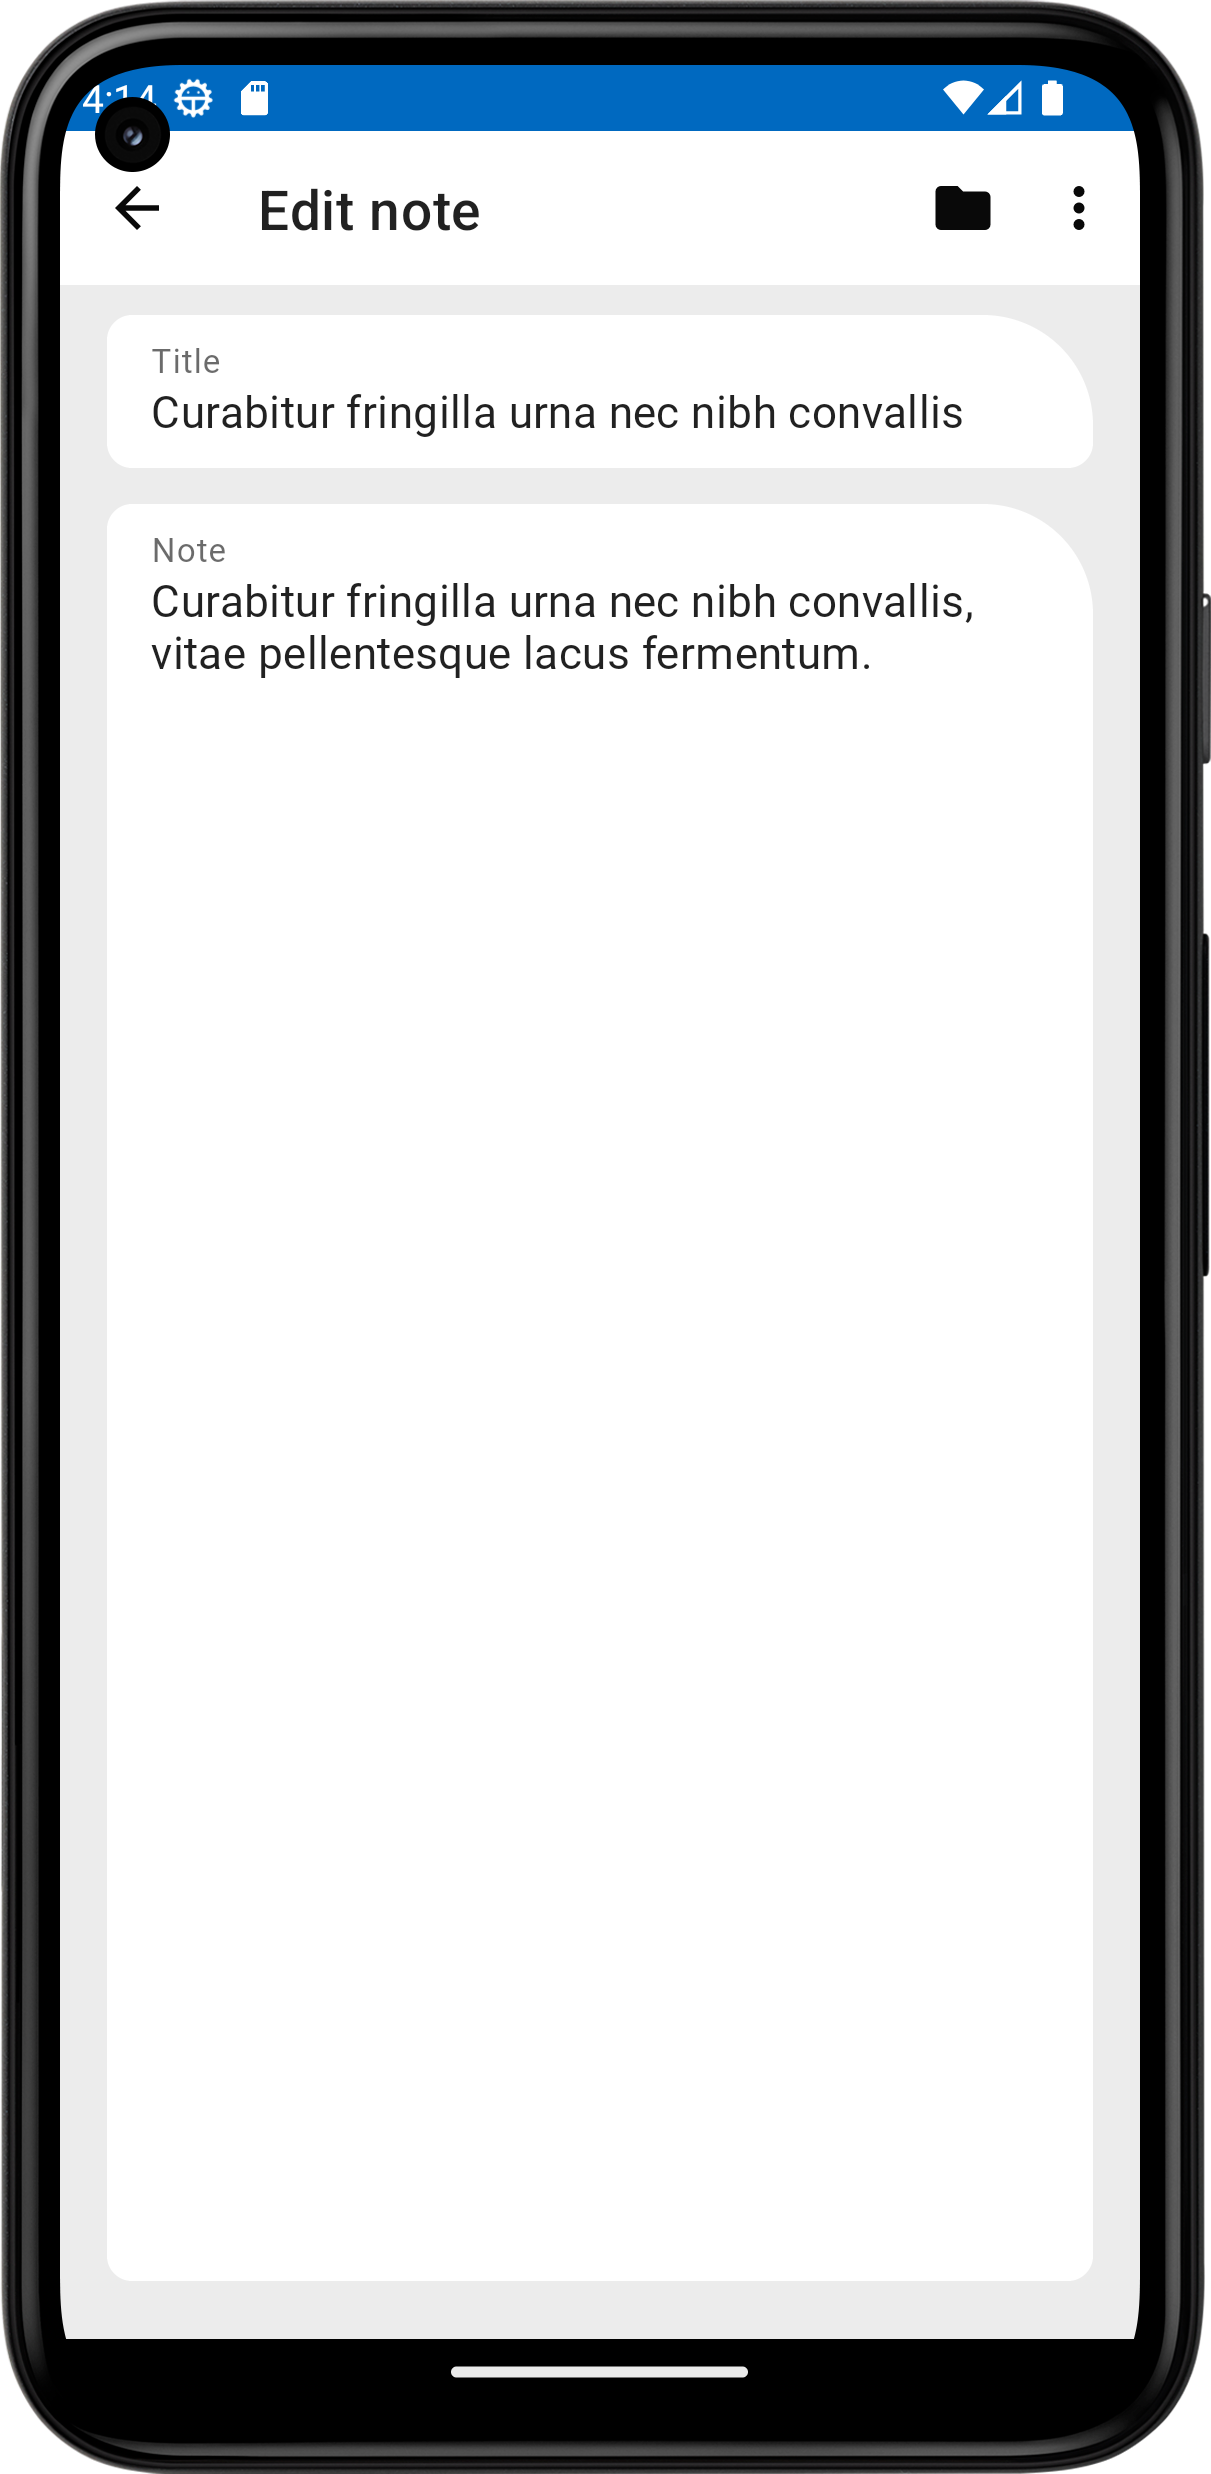 4:14
Edit note
Title
Curabitur fringilla urna nec nibh convallis
Note
Curabitur fringilla urna nec nibh convallis,
vitae pellentesque lacus fermentum.